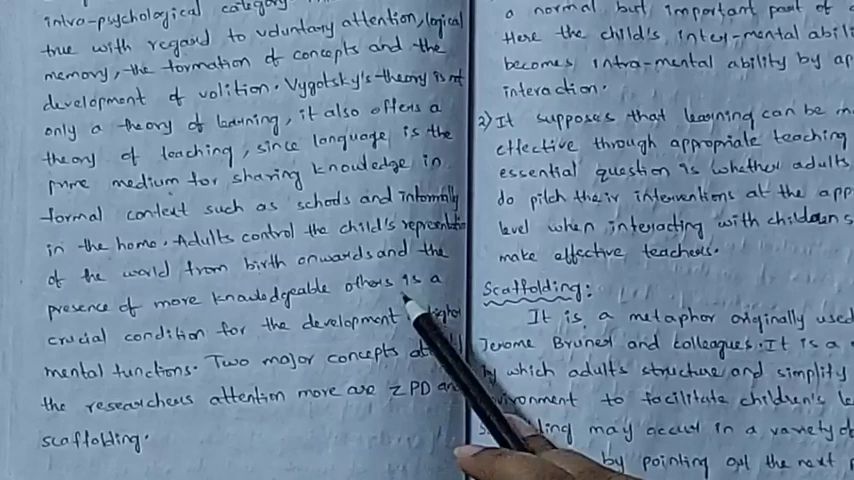 intra-psychological category
true with regard to voluntary attention, logical
memory, the formation of concepts and the
development of volition. Vygotsky's theory is not
only a theory of learning, it also offers a
theory of teaching, since language is the
prime medium for sharing knowledge in
formal context such as schools and informally
in the home. Adults control the child's representation
of the world from birth onwards and the
presence of more knowledgeable others is a
crucial condition for the development
mental functions. Two major concepts
the researchers attention more are ZPD and
scaffolding.
a normal but important part of
Here the child's inter-mental
becomes intra-mental ability by
interaction.
2) It supposes that learning can be
effective through appropriate teaching
essential question is whether adults
do pitch their interventions at the
level when interacting with children
make effective teachers.
Scaffolding:
It is a metaphor originally used
Jerome Bruner and colleagues. It is a
by which adults structure and simplify
to facilitate children's
may occur in a variety
by pointing out the next